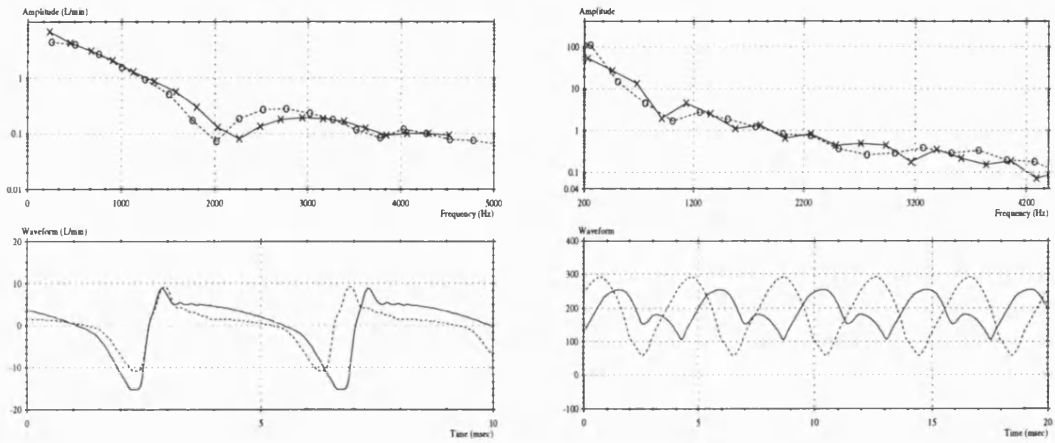 Amplitude (L/min)
1
0.1
0.01
0 1000 2000 3000 4000 5000
Frequency (Hz)
Waveform (L/min)
20
10
0
-10
-20
0 5 10
Time (msec)
Amplitude
100
10
1
0.1
0.04
200 1200 2200 3200 4200
Frequency (Hz)
Waveform
400
300
200
100
0
-100
0 5 10 15 20
Time (msec)